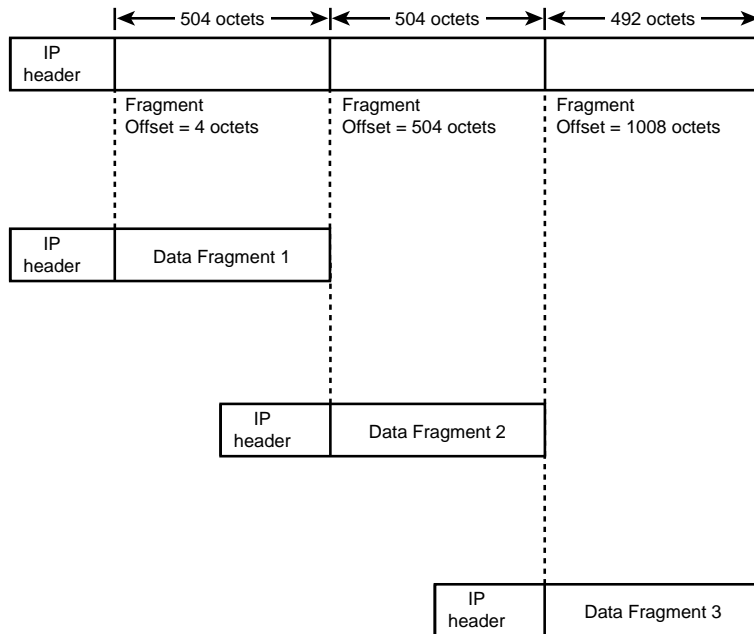 504 octets
504 octets
492 octets
IP
header
Fragment
Offset = 4 octets
Fragment
Offset = 504 octets
Fragment
Offset = 1008 octets
IP
header
Data Fragment 1
IP
header
Data Fragment 2
IP
header
Data Fragment 3